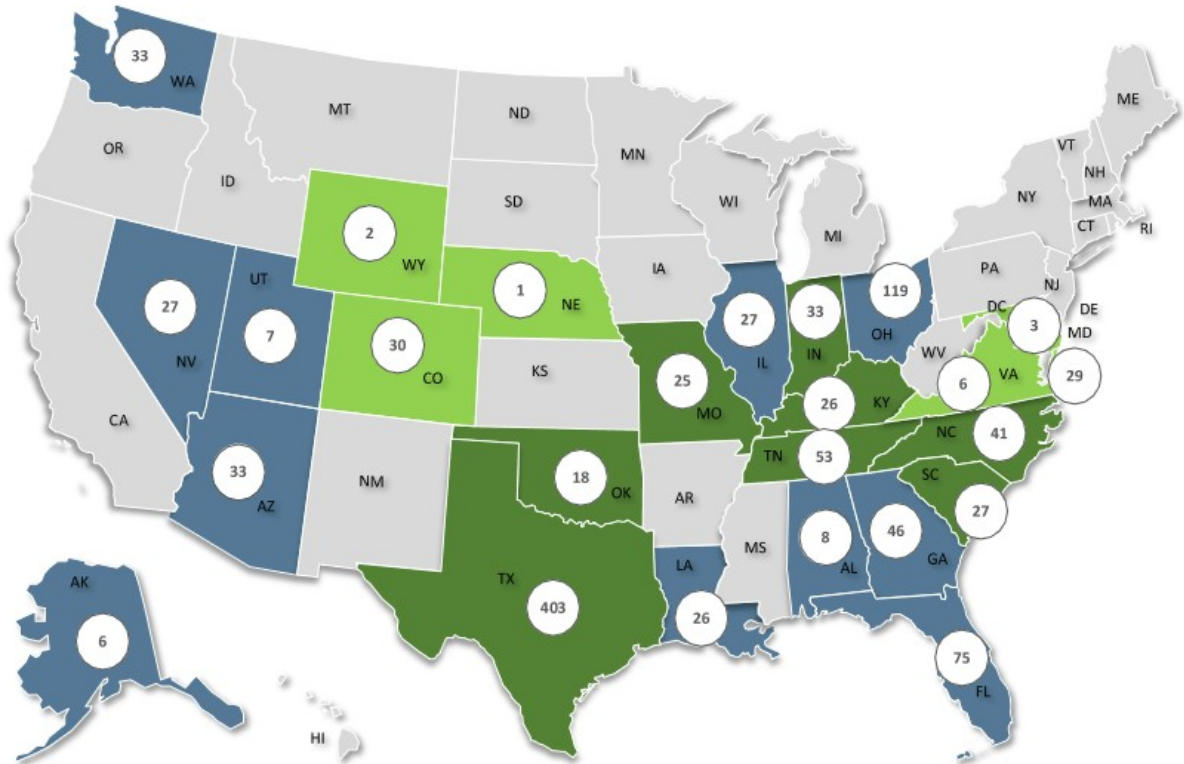 33
WA
MT
ND
MN
ME
OR
ID
SD
WI
MI
VT
NH
NY
MA
CT
RI
2
WY
IA
PA
NJ
1
NE
27
NV
UT
7
30
CO
KS
27
IL
33
IN
119
OH
DC
DE
3
MD
WV
6
VA
29
CA
25
MO
26
KY
33
AZ
NM
18
OK
AR
TN
53
NC
41
SC
27
MS
8
AL
46
GA
TX
403
LA
26
75
FL
AK
6
HI